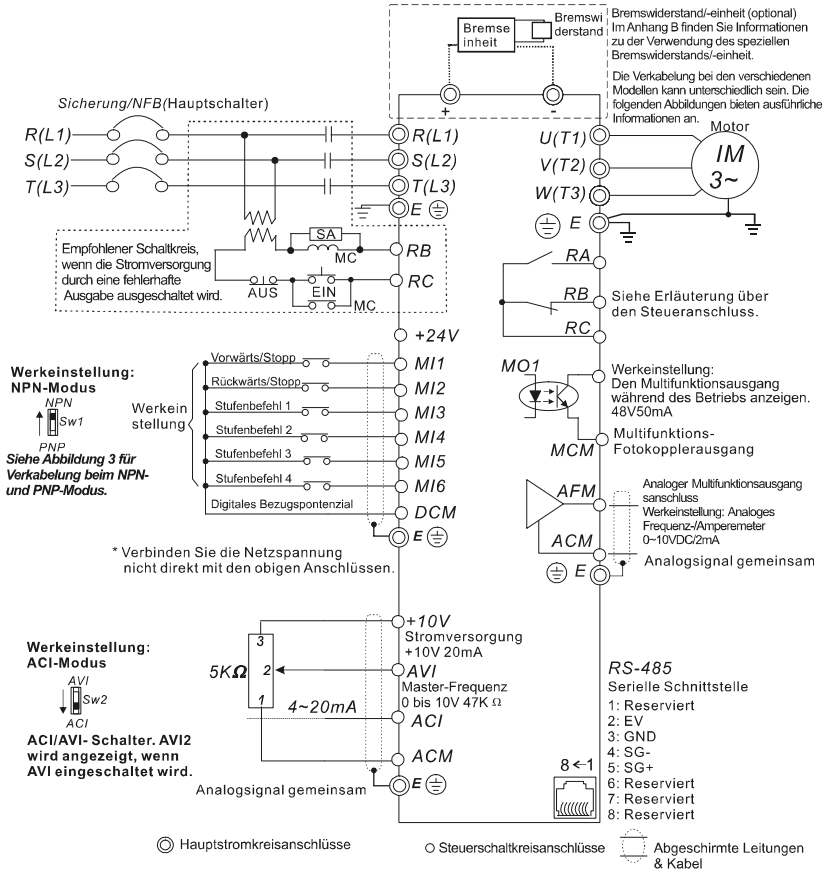 Bremse
inheit
Bremswi
derstand
Bremswiderstand/-einheit (optional)
Im Anhang B finden Sie Informationen
zu der Verwendung des speziellen
Bremswiderstands/-einheit.
Die Verkabelung bei den verschiedenen
Modellen kann unterschiedlich sein. Die
folgenden Abbildungen bieten ausführliche
Informationen an.
+
-
Sicherung/NFB(Hauptschalter)
R(L1)
S(L2)
T(L3)
R(L1)
S(L2)
T(L3)
E
U(T1)
V(T2)
W(T3)
E
Motor
IM
3~
Empfohlener Schaltkreis,
wenn die Stromversorgung
durch eine fehlerhafte
Ausgabe ausgeschaltet wird.
SA
MC
AUS
EIN
MC
RB
RC
RA
RB
RC
Siehe Erläuterung über
den Steueranschluss.
+24V
Werkeinstellung:
NPN-Modus
NPN
Sw1
PNP
Siehe Abbildung 3 für
Verkabelung beim NPN-
und PNP-Modus.
Werkein
stellung
Vorwärts/Stopp
MI1
Rückwärts/Stopp
MI2
Stufenbefehl 1
MI3
Stufenbefehl 2
MI4
Stufenbefehl 3
MI5
Stufenbefehl 4
MI6
Digitales Bezugspontenzial
DCM
E
* Verbinden Sie die Netzspannung
nicht direkt mit den obigen Anschlüssen.
MO1
Werkeinstellung:
Den Multifunktionsausgang
während des Betriebs anzeigen.
48V50mA
MCM
Multifunktions-
Fotokopplerausgang
AFM
Analoger Multifunktionsausgang
sanschluss
Werkeinstellung: Analoges
Frequenz-/Amperemeter
0~10VDC/2mA
ACM
Analogsignal gemeinsam
E
Werkeinstellung:
ACI-Modus
AVI
Sw2
ACI
ACI/AVI- Schalter. AVI2
wird angezeigt, wenn
AVI eingeschaltet wird.
5KΩ
3
2
1
+10V
Stromversorgung
+10V 20mA
AVI
Master-Frequenz
0 bis 10V 47K Ω
4~20mA
ACI
ACM
Analogsignal gemeinsam
E
RS-485
Serielle Schnittstelle
1: Reserviert
2: EV
3: GND
4: SG-
5: SG+
6: Reserviert
7: Reserviert
8: Reserviert
8←1
Hauptstromkreisanschlüsse
Steuerschaltkreisanschlüsse
Abgeschirmte Leitungen
& Kabel